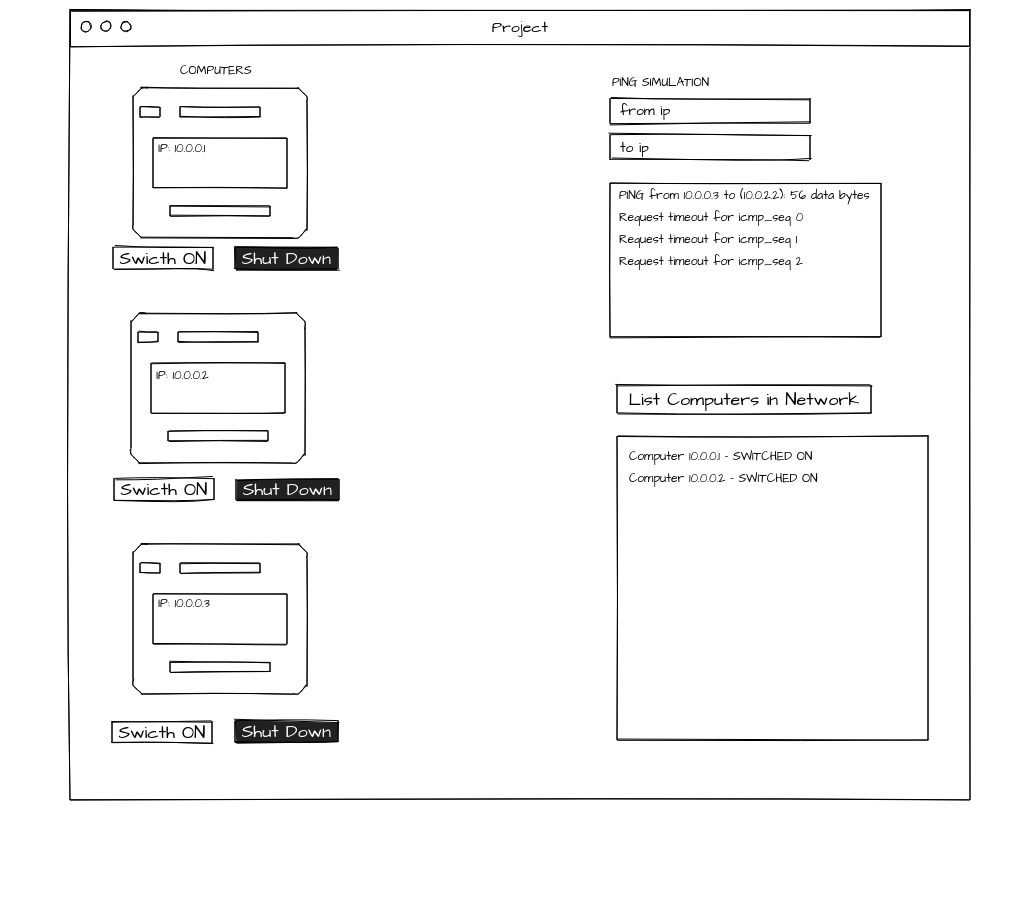 Project
COMPUTERS
IP: 10.0.0.1
Swicth ON
Shut Down
IP: 10.0.0.2
Swicth ON
Shut Down
IP: 10.0.0.3
Swicth ON
Shut Down
PING SIMULATION
from ip
to ip
PING from 10.0.0.3 to (10.0.2.2): 56 data bytes
Request timeout for icmp_seq 0
Request timeout for icmp_seq 1
Request timeout for icmp_seq 2
List Computers in Network
Computer 10.0.0.1 - SWITCHED ON
Computer 10.0.0.2 - SWITCHED ON